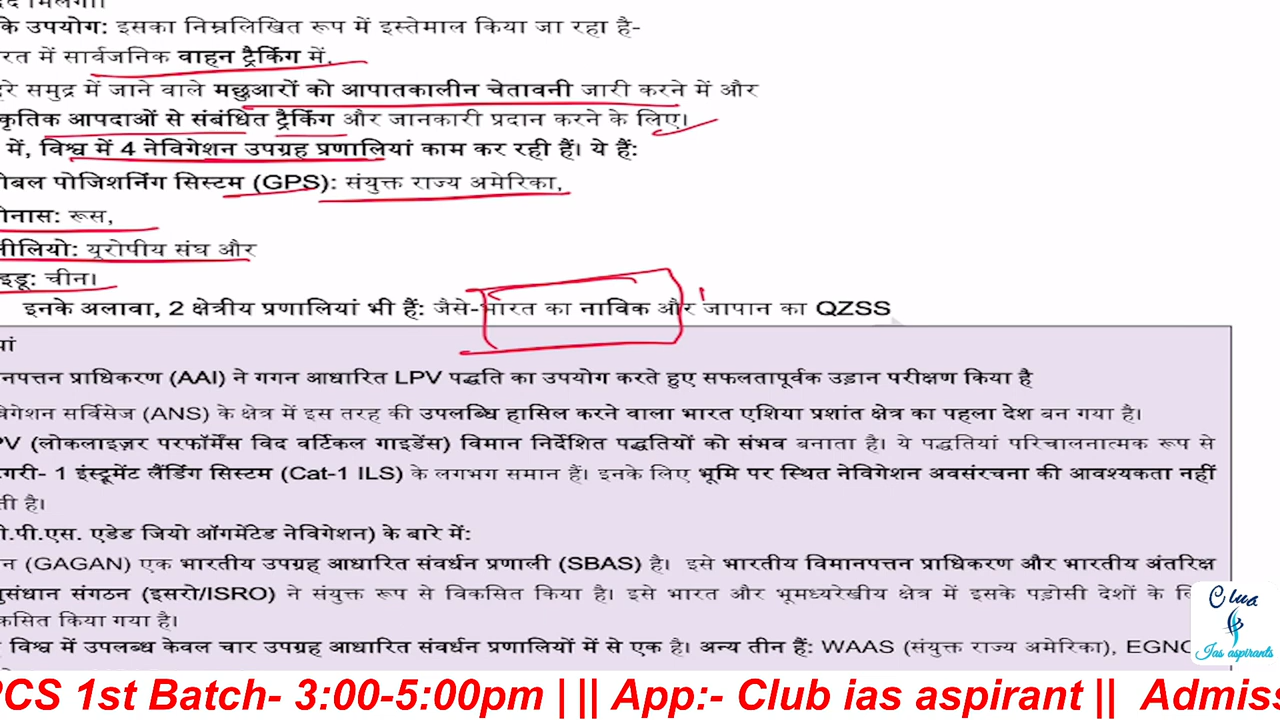 के उपयोग: इसका निम्नलिखित रूप में इस्तेमाल किया जा रहा है-
रत में सार्वजनिक वाहन ट्रैकिंग में,
हरे समुद्र में जाने वाले मछुआरों को आपातकालीन चेतावनी जारी करने में और
कृतिक आपदाओं से संबंधित ट्रैकिंग और जानकारी प्रदान करने के लिए।
में, विश्व में 4 नेविगेशन उपग्रह प्रणालियां काम कर रही हैं। ये हैं:
ोबल पोजिशनिंग सिस्टम (GPS): संयुक्त राज्य अमेरिका,
ोनास: रूस,
लीलियो: यूरोपीय संघ और
इडू: चीन।
इनके अलावा, 2 क्षेत्रीय प्रणालियां भी हैं: जैसे-भारत का नाविक और जापान का QZSS
यां
नपत्तन प्राधिकरण (AAI) ने गगन आधारित LPV पद्धति का उपयोग करते हुए सफलतापूर्वक उड़ान परीक्षण किया है
विगेशन सर्विसेज (ANS) के क्षेत्र में इस तरह की उपलब्धि हासिल करने वाला भारत एशिया प्रशांत क्षेत्र का पहला देश बन गया है।
PV (लोकलाइज़र परफॉर्मेंस विद वर्टिकल गाइडेंस) विमान निर्देशित पद्धतियों को संभव बनाता है। ये पद्धतियां परिचालनात्मक रूप से
टेगरी- 1 इंस्ट्रूमेंट लैंडिंग सिस्टम (Cat-1 ILS) के लगभग समान हैं। इनके लिए भूमि पर स्थित नेविगेशन अवसंरचना की आवश्यकता नहीं
ती है।
ी.पी.एस. एडेड जियो ऑगमेंटेड नेविगेशन) के बारे में:
न (GAGAN) एक भारतीय उपग्रह आधारित संवर्धन प्रणाली (SBAS) है। इसे भारतीय विमानपत्तन प्राधिकरण और भारतीय अंतरिक्ष
नुसंधान संगठन (इसरो/ISRO) ने संयुक्त रूप से विकसित किया है। इसे भारत और भूमध्यरेखीय क्षेत्र में इसके पड़ोसी देशों के लि
कसित किया गया है।
विश्व में उपलब्ध केवल चार उपग्रह आधारित संवर्धन प्रणालियों में से एक है। अन्य तीन हैं: WAAS (संयुक्त राज्य अमेरिका), EGNO
Club
Ias aspirants
PCS 1st Batch- 3:00-5:00pm | || App:- Club ias aspirant || Admiss